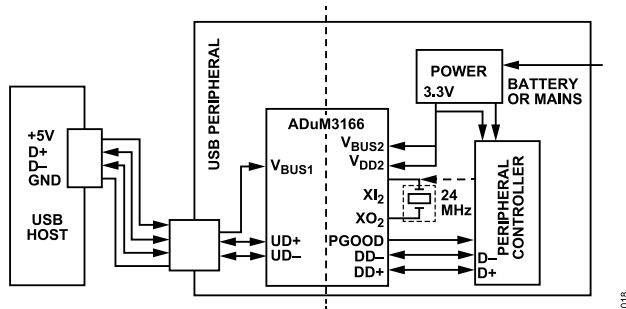 USB PERIPHERAL
POWER
3.3V
BATTERY
OR MAINS
+5V
D+
D–
GND
USB
HOST
ADuM3166
VBUS1
VBUS2
VDD2
XI2
XO2
24
MHz
PGOOD
UD+
UD–
DD–
DD+
PERIPHERAL
CONTROLLER
D–
D+
018